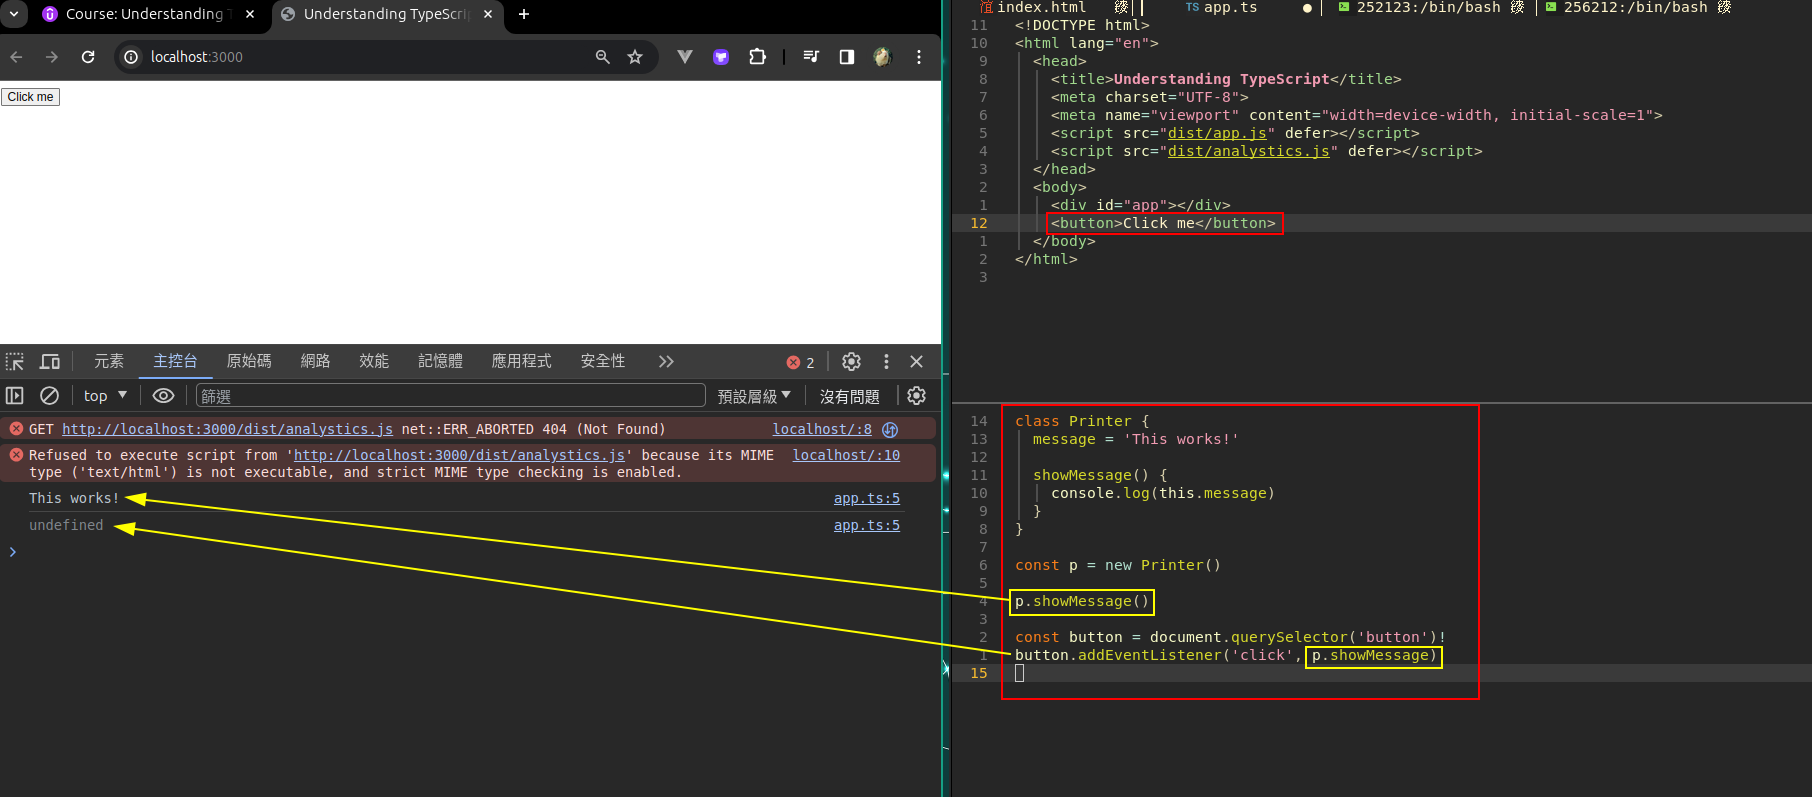 Course: Understanding T
Understanding TypeScri
localhost:3000
Click me
元素 主控台 原始碼 網路 效能 記憶體 應用程式 安全性 2
top 篩選 預設層級 沒有問題
GET http://localhost:3000/dist/analystics.js net::ERR_ABORTED 404 (Not Found) localhost/:8
Refused to execute script from 'http://localhost:3000/dist/analystics.js' because its MIME localhost/:10
type ('text/html') is not executable, and strict MIME type checking is enabled.
This works! app.ts:5
undefined app.ts:5
index.html TS app.ts 252123:/bin/bash 256212:/bin/bash
11 <!DOCTYPE html>
10 <html lang="en">
9 <head>
8 <title>Understanding TypeScript</title>
7 <meta charset="UTF-8">
6 <meta name="viewport" content="width=device-width, initial-scale=1">
5 <script src="dist/app.js" defer></script>
4 <script src="dist/analystics.js" defer></script>
3 </head>
2 <body>
1 <div id="app"></div>
12 <button>Click me</button>
1 </body>
2 </html>
3
14 class Printer {
13 message = 'This works!'
12
11 showMessage() {
10 console.log(this.message)
9 }
8 }
7
6 const p = new Printer()
5
4 p.showMessage()
3
2 const button = document.querySelector('button')!
1 button.addEventListener('click', p.showMessage)
15